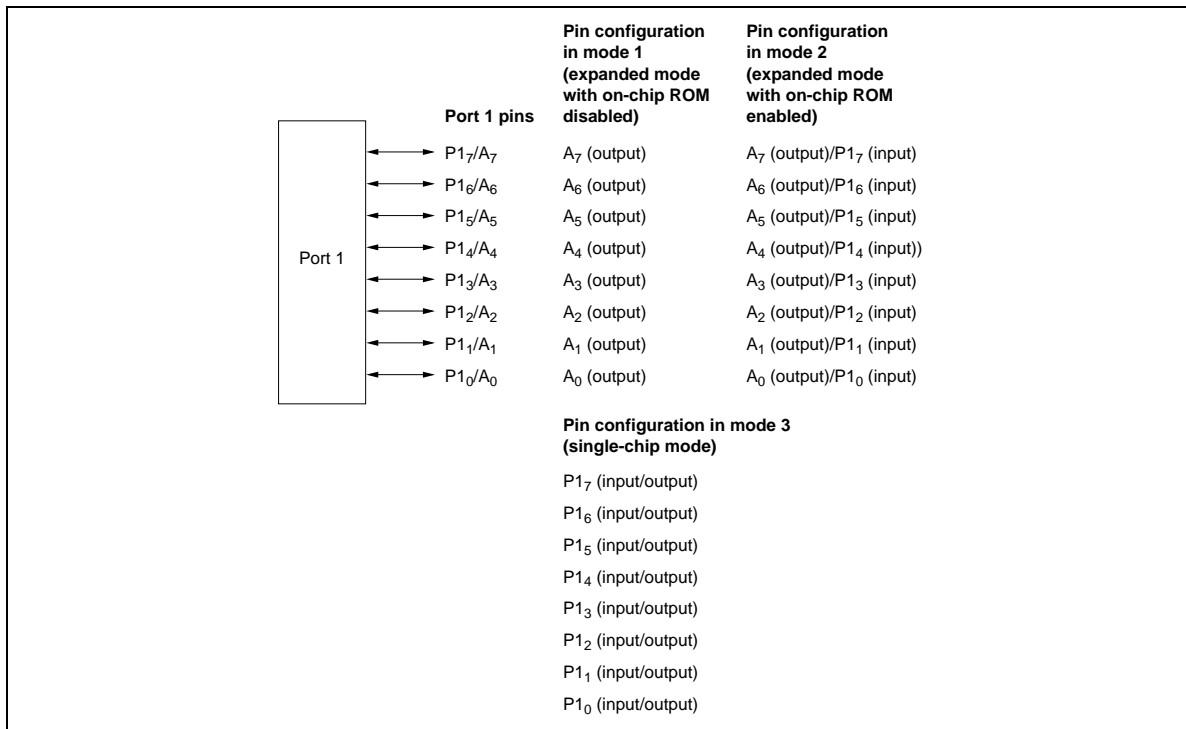 Pin configuration
in mode 1
(expanded mode
with on-chip ROM
disabled)
Pin configuration
in mode 2
(expanded mode
with on-chip ROM
enabled)
Port 1 pins
Port 1
P1₇/A₇ A₇ (output) A₇ (output)/P1₇ (input)
P1₆/A₆ A₆ (output) A₆ (output)/P1₆ (input)
P1₅/A₅ A₅ (output) A₅ (output)/P1₅ (input)
P1₄/A₄ A₄ (output) A₄ (output)/P1₄ (input))
P1₃/A₃ A₃ (output) A₃ (output)/P1₃ (input)
P1₂/A₂ A₂ (output) A₂ (output)/P1₂ (input)
P1₁/A₁ A₁ (output) A₁ (output)/P1₁ (input)
P1₀/A₀ A₀ (output) A₀ (output)/P1₀ (input)
Pin configuration in mode 3
(single-chip mode)
P1₇ (input/output)
P1₆ (input/output)
P1₅ (input/output)
P1₄ (input/output)
P1₃ (input/output)
P1₂ (input/output)
P1₁ (input/output)
P1₀ (input/output)